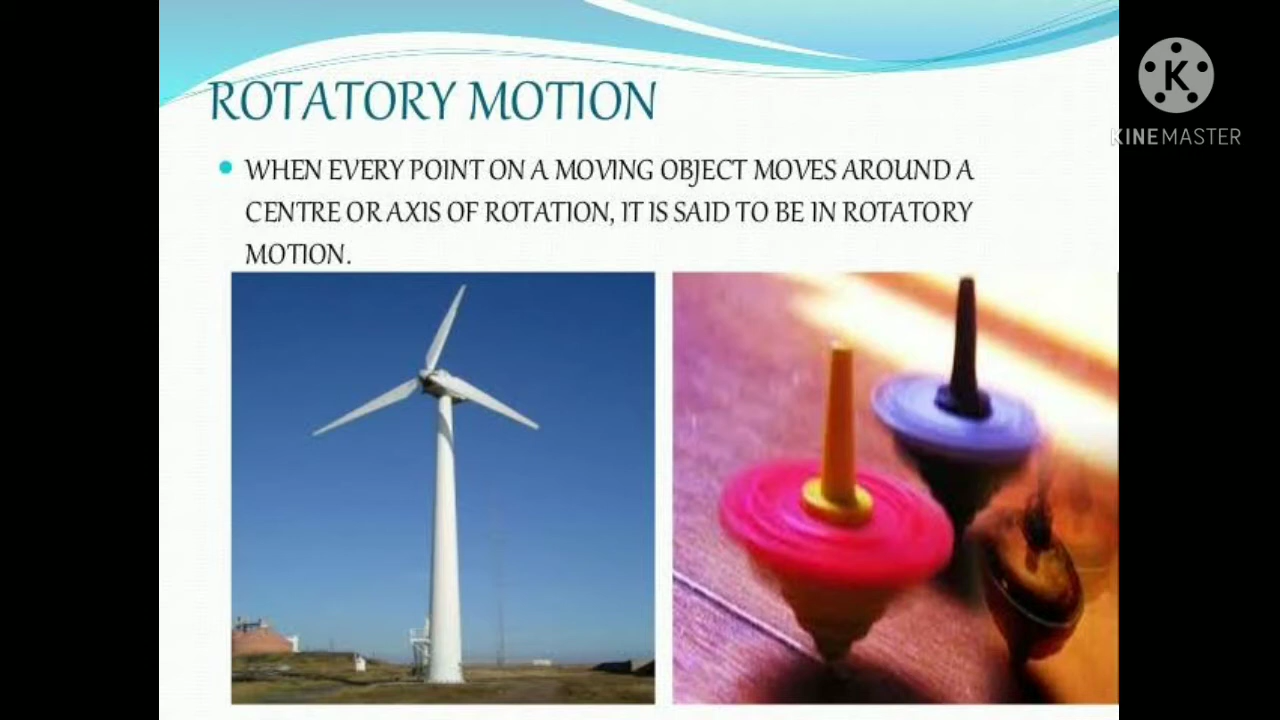 ROTATORY MOTION
WHEN EVERY POINT ON A MOVING OBJECT MOVES AROUND A
CENTRE OR AXIS OF ROTATION, IT IS SAID TO BE IN ROTATORY
MOTION.
K
KINEMASTER